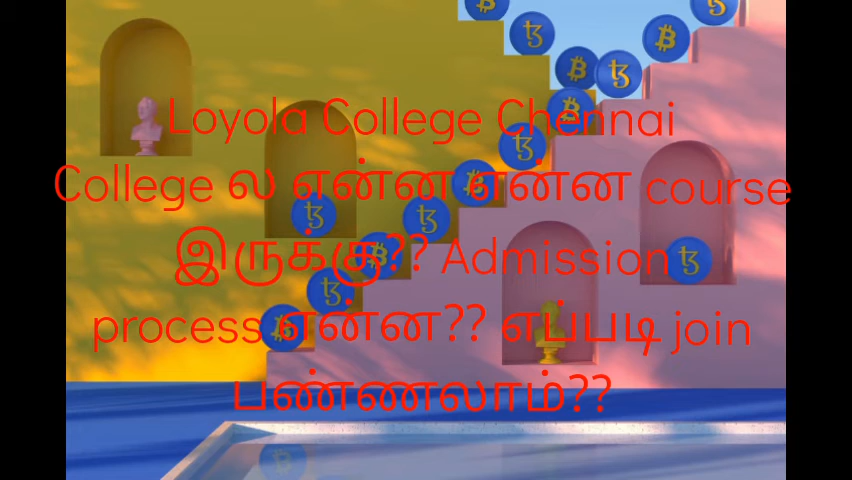 Loyola College Chennai
College ல என்ன என்ன course
இருக்கு?? Admission
process என்ன?? எப்படி join
பண்ணலாம்??